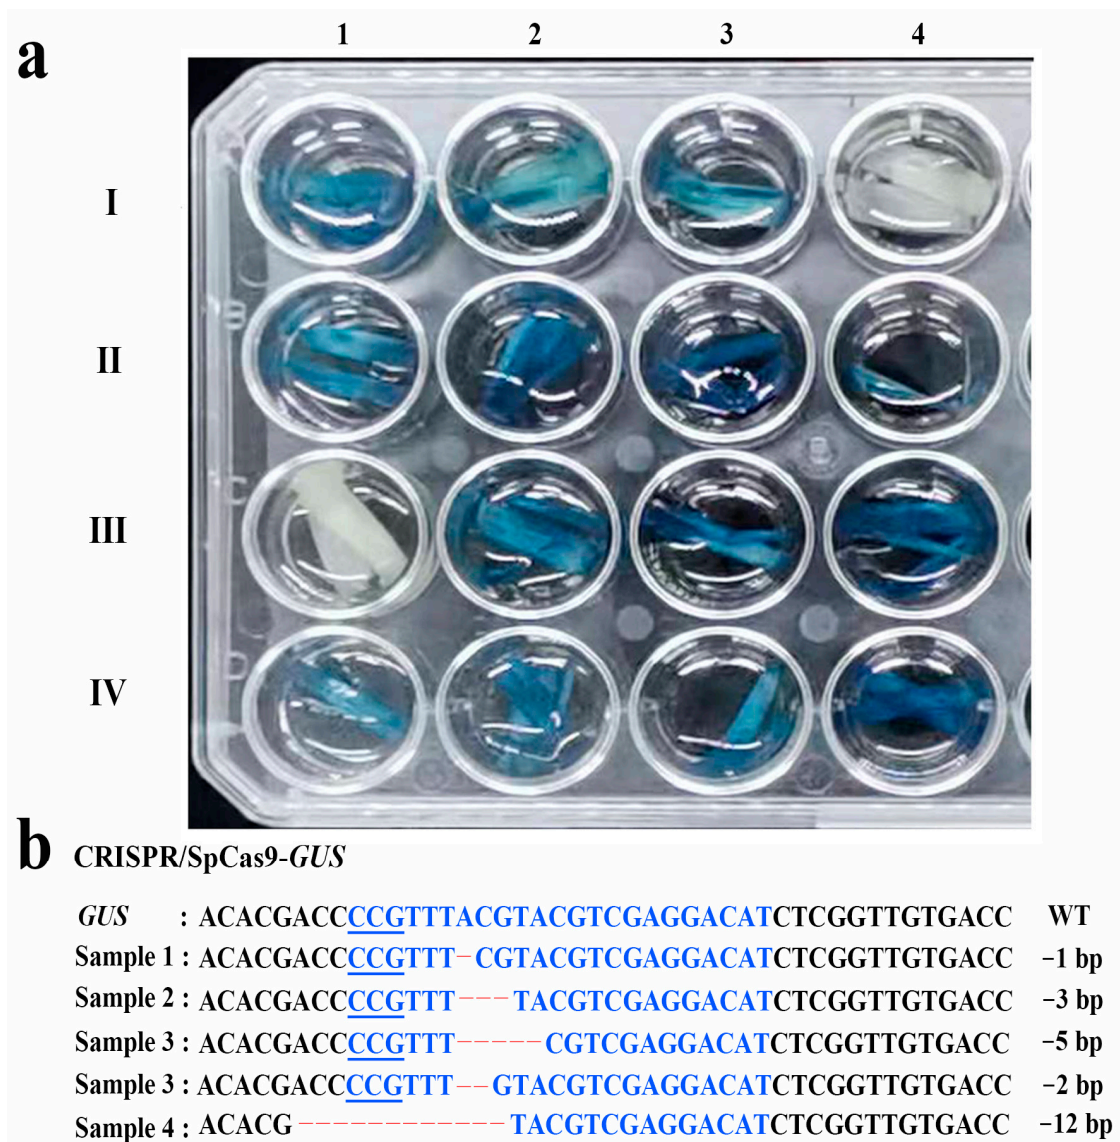 a
1 2 3 4
I
B
II
C
III
D
IV
b CRISPR/SpCas9-GUS
GUS : ACACGACCCCGTTTACGTACGTCGAGGACATCTCGGTTGTGACC WT
Sample 1 : ACACGACCCCGTTT-CGTACGTCGAGGACATCTCGGTTGTGACC −1 bp
Sample 2 : ACACGACCCCGTTT---TACGTCGAGGACATCTCGGTTGTGACC −3 bp
Sample 3 : ACACGACCCCGTTT-----CGTCGAGGACATCTCGGTTGTGACC −5 bp
Sample 3 : ACACGACCCCGTTT--GTACGTCGAGGACATCTCGGTTGTGACC −2 bp
Sample 4 : ACACG------------TACGTCGAGGACATCTCGGTTGTGACC −12 bp